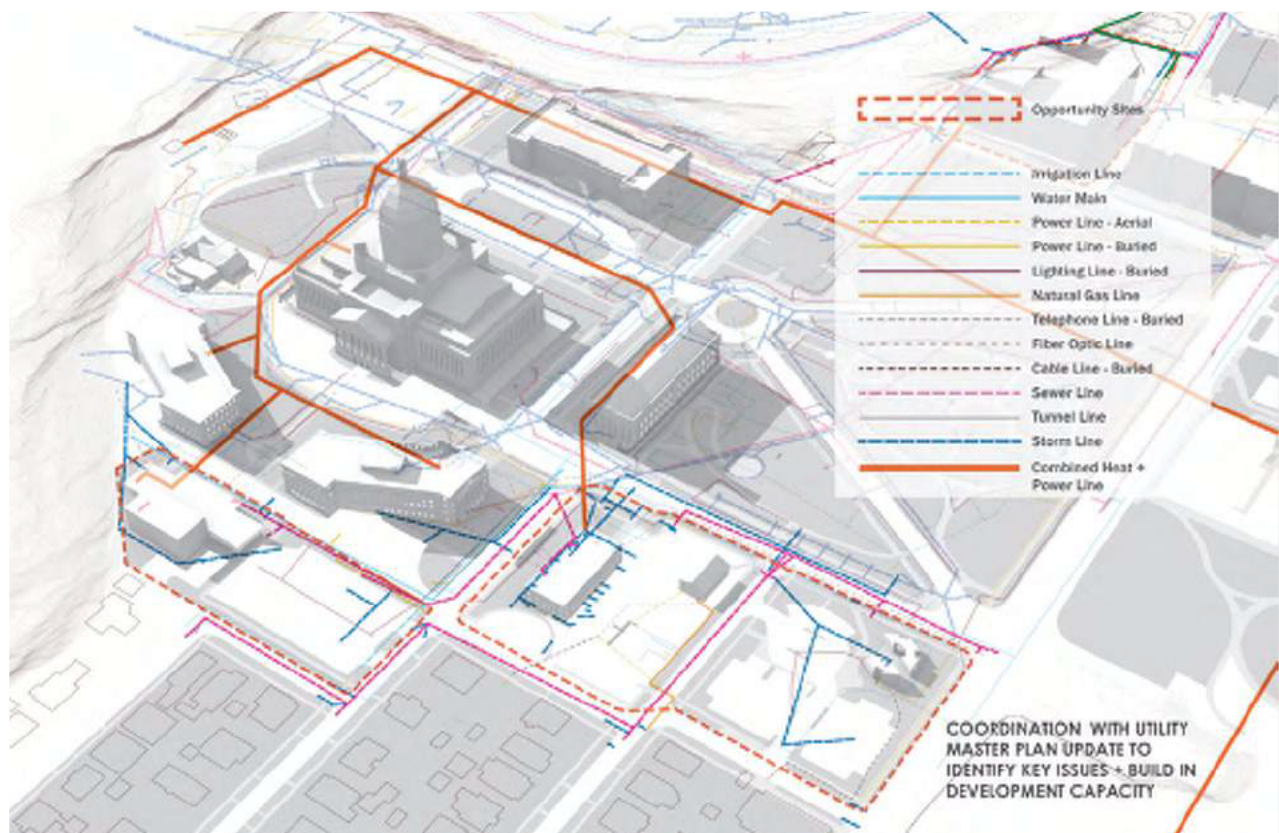 Opportunity Sites
Irrigation Line
Water Main
Power Line - Aerial
Power Line - Buried
Lighting Line - Buried
Natural Gas Line
Telephone Line - Buried
Fiber Optic Line
Cable Line - Buried
Sewer Line
Tunnel Line
Storm Line
Combined Heat +
Power Line
COORDINATION WITH UTILITY
MASTER PLAN UPDATE TO
IDENTIFY KEY ISSUES + BUILD IN
DEVELOPMENT CAPACITY